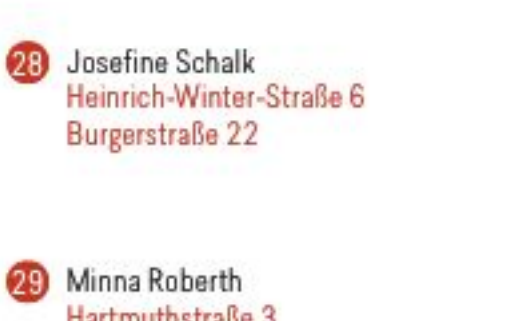 28 Josefine Schalk
Heinrich-Winter-Straße 6
Burgerstraße 22
29 Minna Roberth
Hartmuthstraße 3